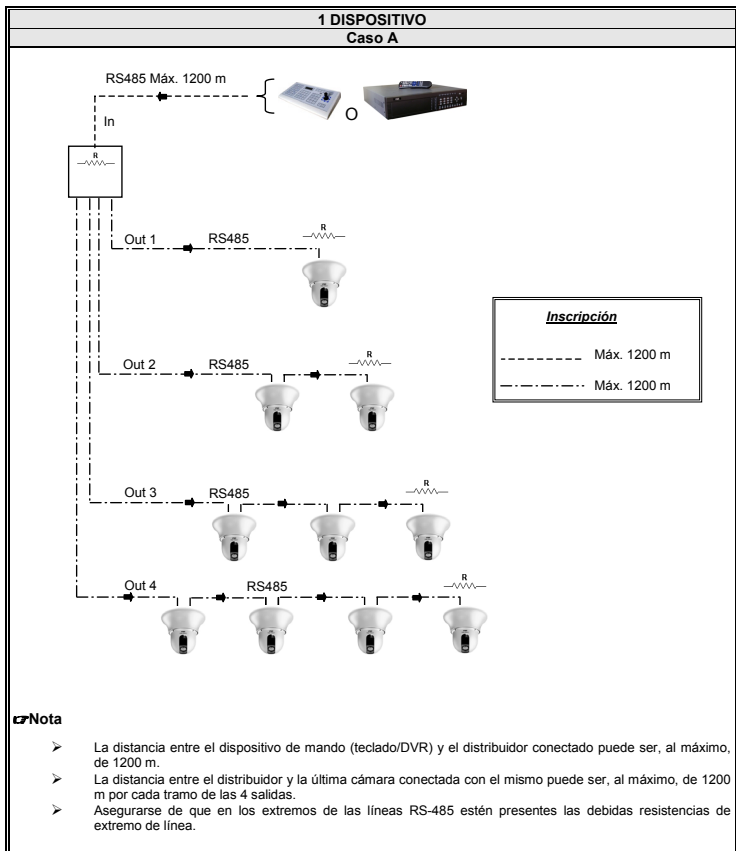 1 DISPOSITIVO
Caso A
RS485 Máx. 1200 m
O
In
R
Out 1 RS485
R
Inscripción
Máx. 1200 m
Máx. 1200 m
Out 2 RS485
R
Out 3 RS485
R
Out 4 RS485
R
☞Nota
➢ La distancia entre el dispositivo de mando (teclado/DVR) y el distribuidor conectado puede ser, al máximo,
de 1200 m.
➢ La distancia entre el distribuidor y la última cámara conectada con el mismo puede ser, al máximo, de 1200
m por cada tramo de las 4 salidas.
➢ Asegurarse de que en los extremos de las líneas RS-485 estén presentes las debidas resistencias de
extremo de línea.